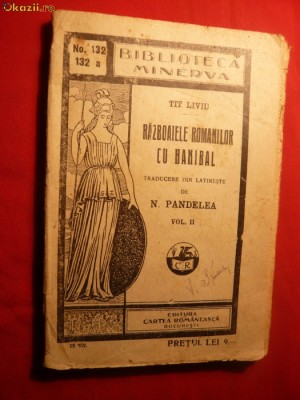 Okazii.ro
No. 132
132 a
BIBLIOTECA
MINERVA
TIT LIVIU
RĂZBOAIELE ROMANILOR
CU HANIBAL
TRADUCERE DIN LATINEȘTE
DE
N. PANDELEA
VOL. II
C R
EDITURA
CARTEA ROMÂNEASCĂ
BUCUREȘTI
PREȚUL LEI 9.—